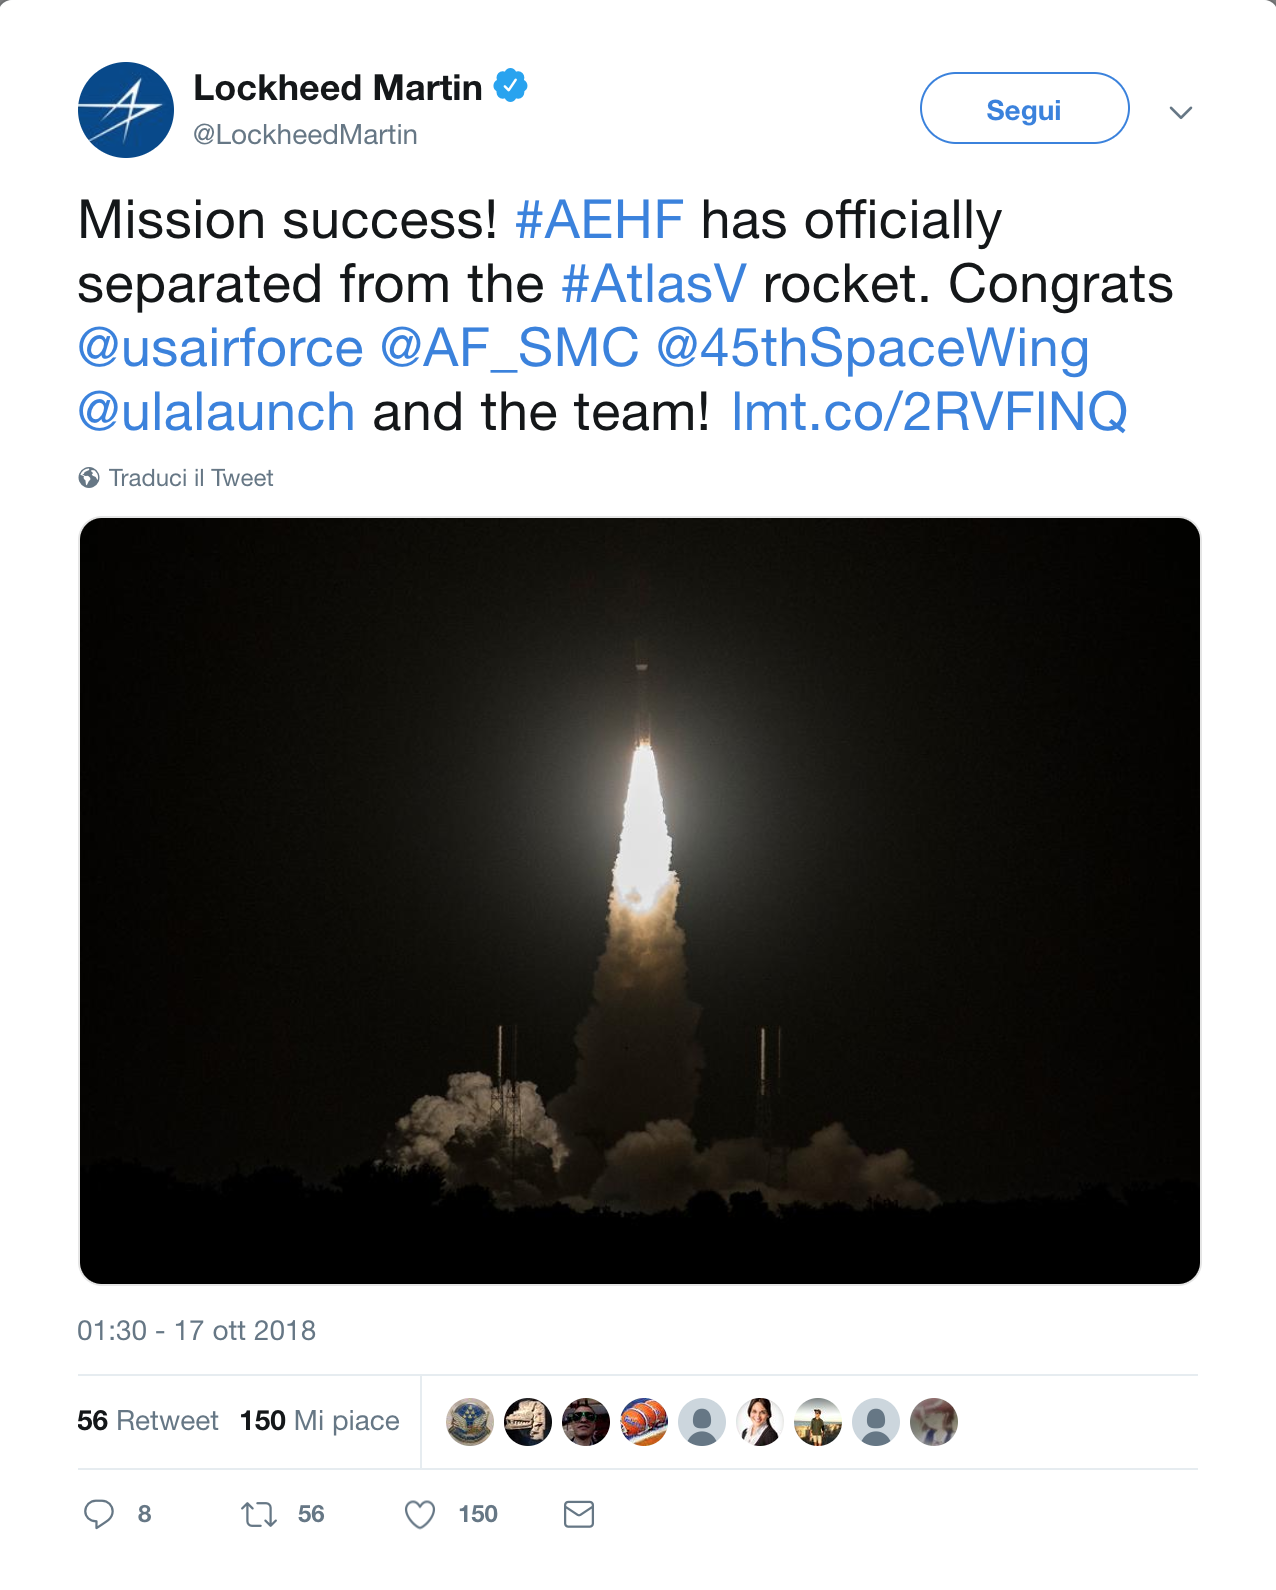 Lockheed Martin
@LockheedMartin
Segui
Mission success! #AEHF has officially
separated from the #AtlasV rocket. Congrats
@usairforce @AF_SMC @45thSpaceWing
@ulalaunch and the team! lmt.co/2RVFlNQ
Traduci il Tweet
01:30 - 17 ott 2018
56 Retweet 150 Mi piace
8 56 150